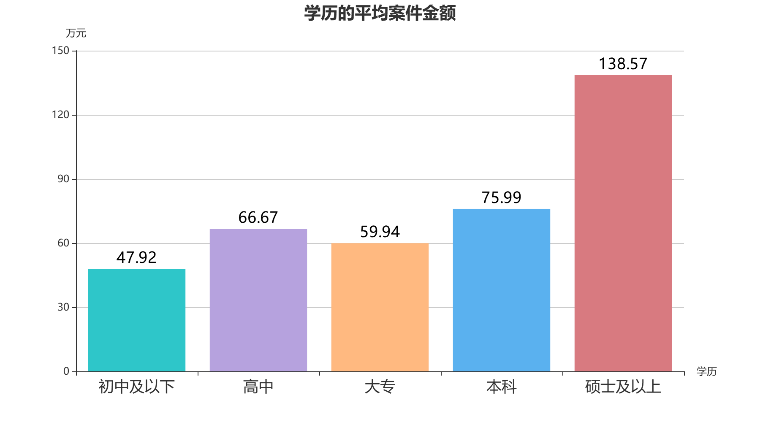 学历的平均案件金额
万元
150
120
90
60
30
0
138.57
75.99
66.67
59.94
47.92
初中及以下 高中 大专 本科 硕士及以上
学历